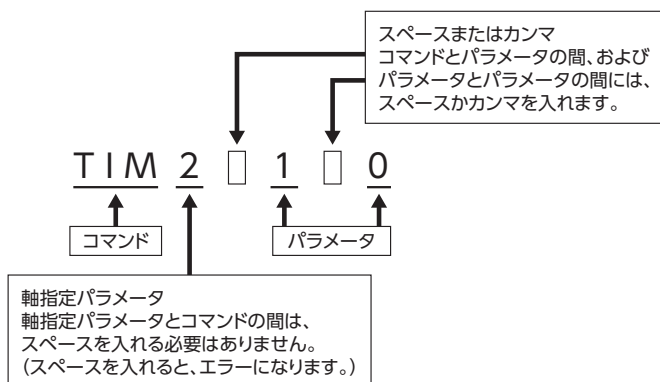 スペースまたはカンマ
コマンドとパラメータの間、および
パラメータとパラメータの間には、
スペースかカンマを入れます。
TIM2 1 0
コマンド
パラメータ
軸指定パラメータ
軸指定パラメータとコマンドの間は、
スペースを入れる必要はありません。
(スペースを入れると、エラーになります。)